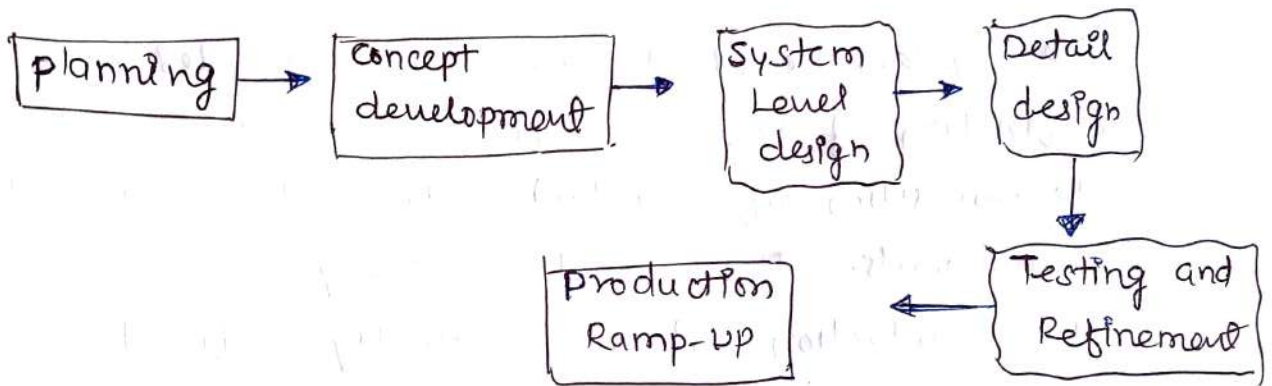 planning
concept
development
System
Level
design
Detail
design
Testing and
Refinement
production
Ramp-up